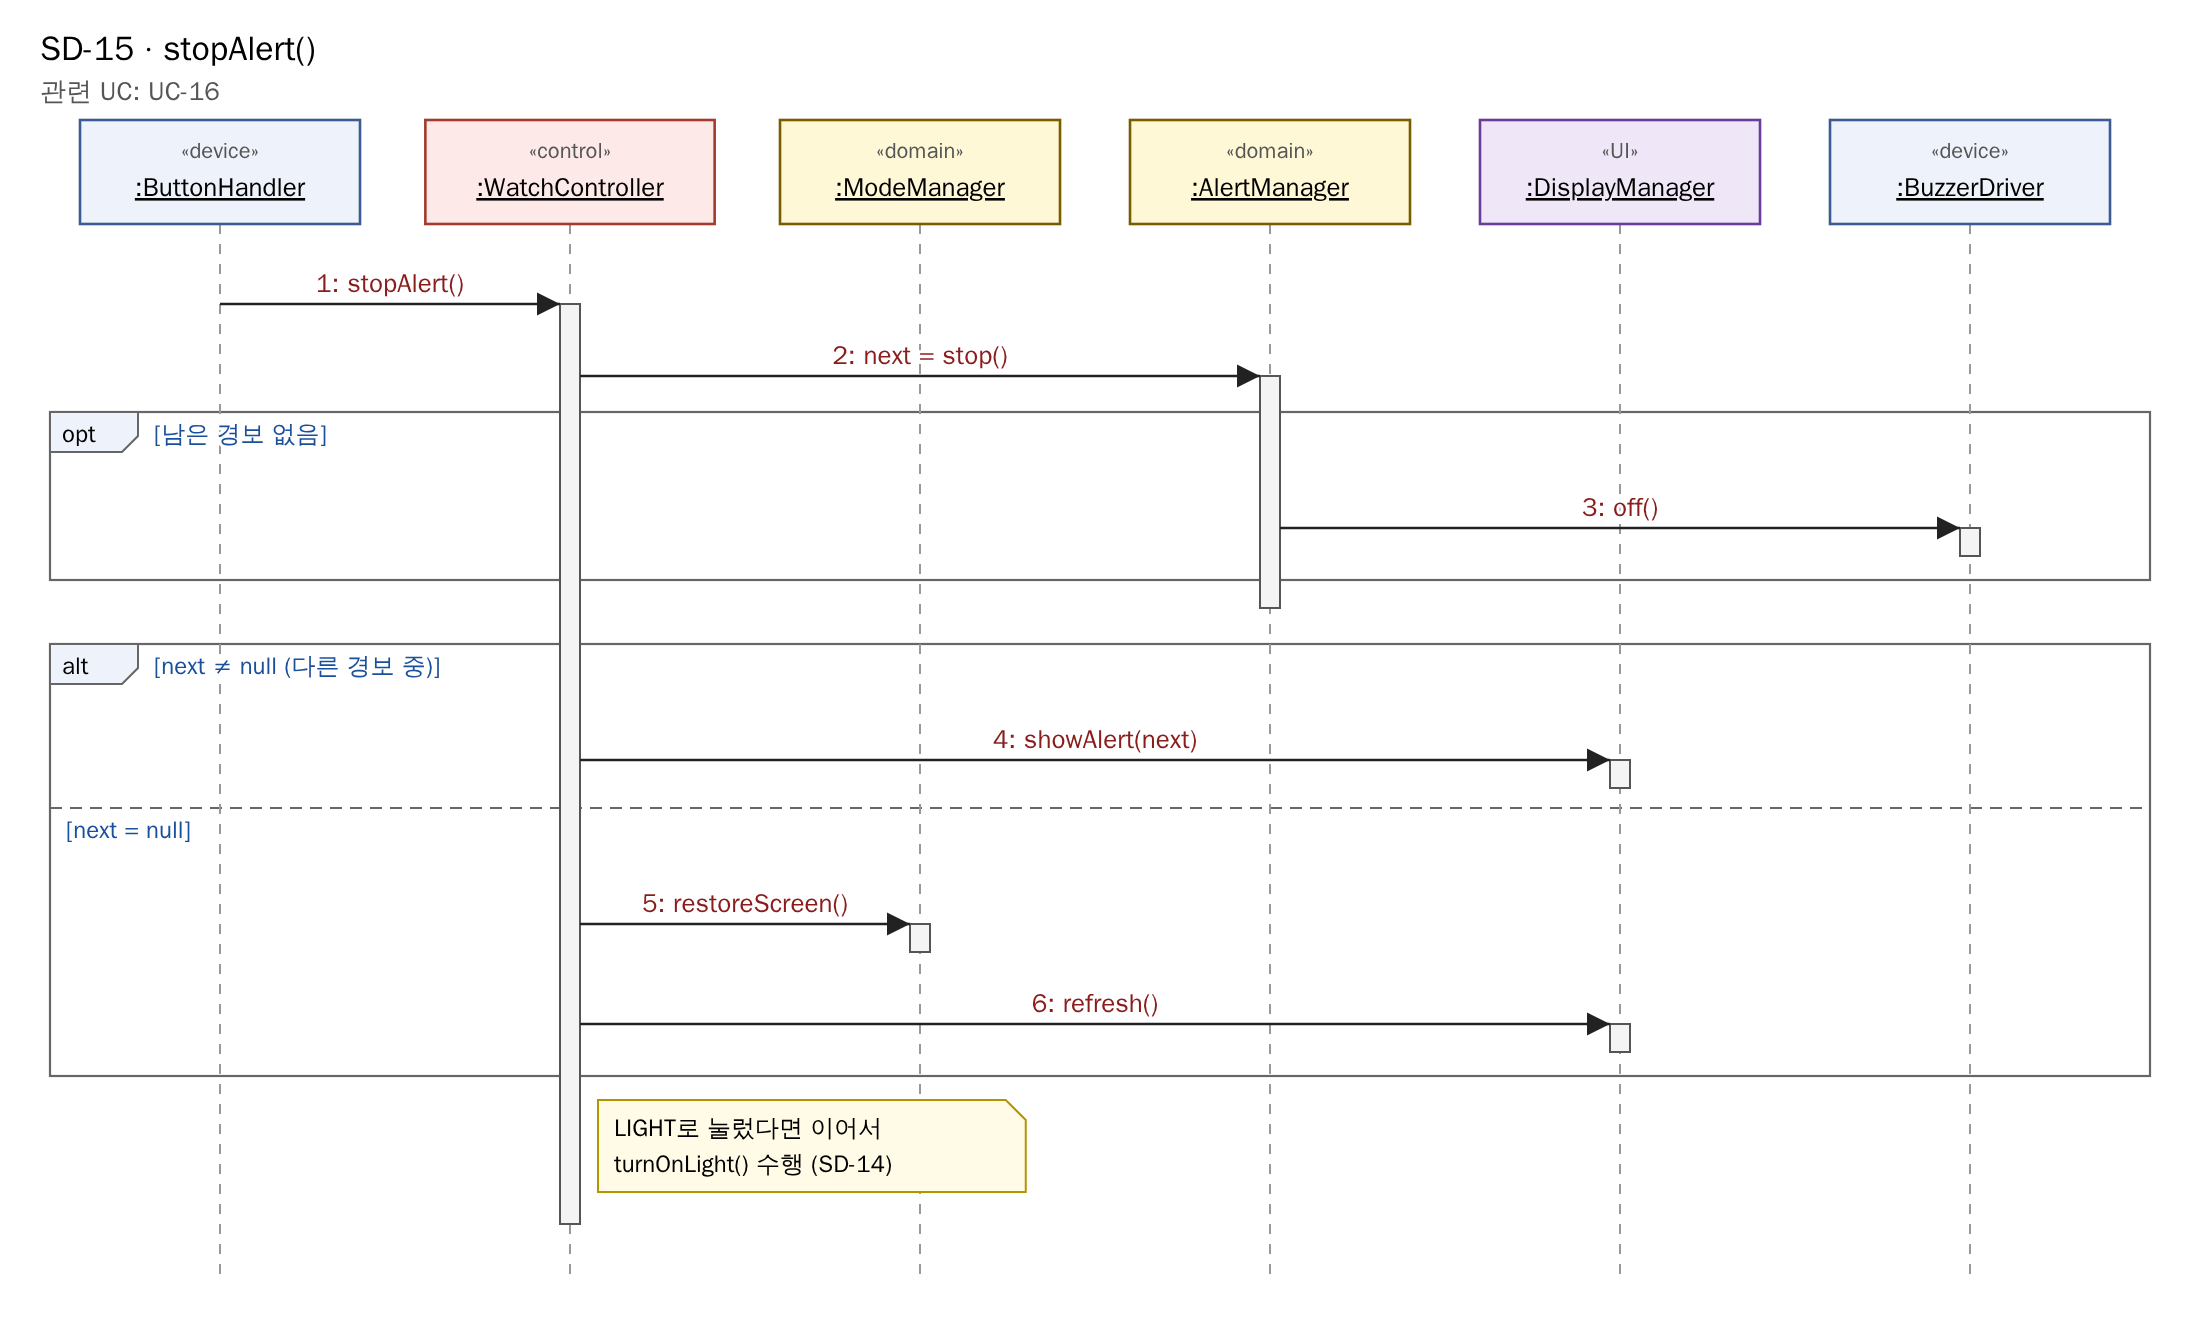 SD-15 · stopAlert()
관련 UC: UC-16
«device»
:ButtonHandler
«control»
:WatchController
«domain»
:ModeManager
«domain»
:AlertManager
«UI»
:DisplayManager
«device»
:BuzzerDriver
1: stopAlert()
2: next = stop()
opt [남은 경보 없음]
3: off()
alt [next ≠ null (다른 경보 중)]
4: showAlert(next)
[next = null]
5: restoreScreen()
6: refresh()
LIGHT로 눌렀다면 이어서
turnOnLight() 수행 (SD-14)